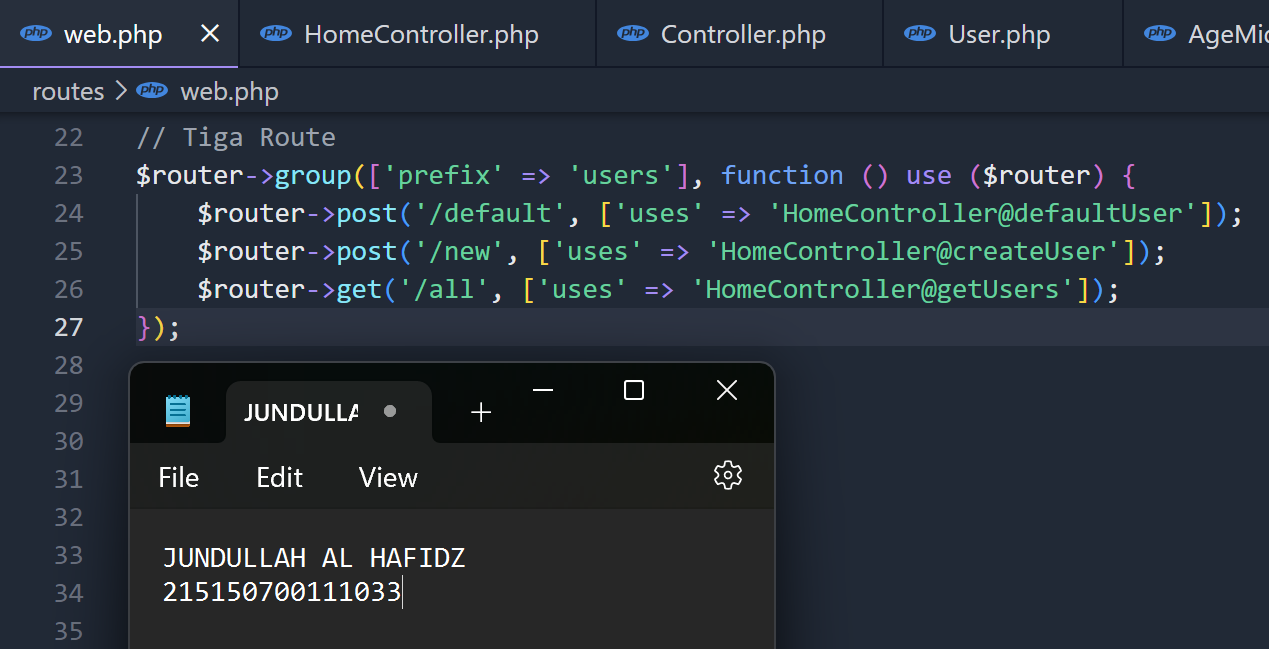 php web.php php HomeController.php php Controller.php php User.php php AgeMic
routes php web.php
22 // Tiga Route
23 $router->group(['prefix' => 'users'], function () use ($router) {
24 $router->post('/default', ['uses' => 'HomeController@defaultUser']);
25 $router->post('/new', ['uses' => 'HomeController@createUser']);
26 $router->get('/all', ['uses' => 'HomeController@getUsers']);
27 });
28
29
30
31
32
33
34
35
JUNDULLA
File Edit View
JUNDULLAH AL HAFIDZ
215150700111033